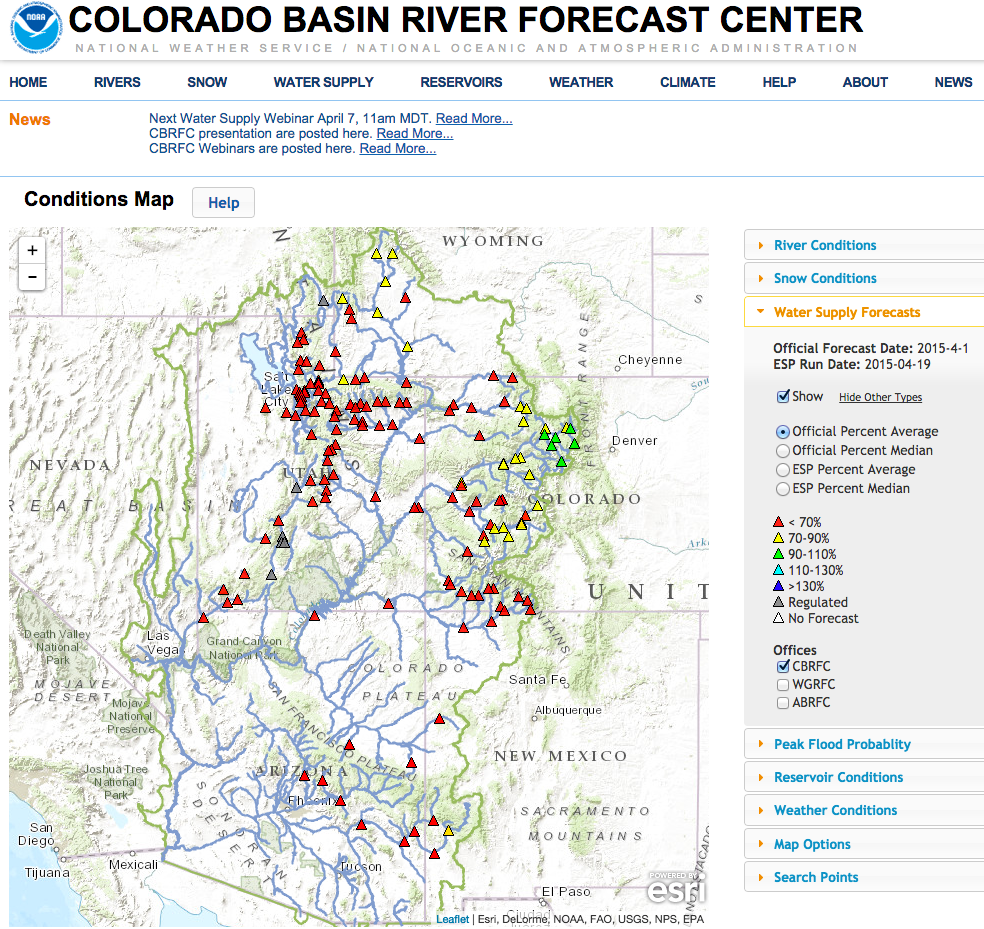 NOAA
COLORADO BASIN RIVER FORECAST CENTER
NATIONAL WEATHER SERVICE / NATIONAL OCEANIC AND ATMOSPHERIC ADMINISTRATION
HOME RIVERS SNOW WATER SUPPLY RESERVOIRS WEATHER CLIMATE HELP ABOUT NEWS
News
Next Water Supply Webinar April 7, 11am MDT. Read More...
CBRFC presentation are posted here. Read More...
CBRFC Webinars are posted here. Read More...
Conditions Map
Help
+
−
WYOMING
Cheyenne
Salt
Lake
City
FRONT RANGE
Denver
NEVADA
UTAH
COLORADO
REAT BASIN
SAN JUAN MOUNTAINS
UNIT
Death Valley
National
Park
Las
Vegas
Grand Canyon
National Park
COLORADO
PLATEAU
MOJAVE
DESERT
Mojave
National
Preserve
Santa Fe
Albuquerque
SAN FRANCISCO PLATEAU
NEW MEXICO
Joshua Tree
National
Park
ARIZONA
Phoenix
SONORAN DESERT
SACRAMENTO
MOUNTAINS
San
Diego
Tijuana
Mexicali
Tucson
El Paso
Ciudad
Juarez
POWERED BY
esri
Leaflet | Esri, DeLorme, NOAA, FAO, USGS, NPS, EPA
River Conditions
Snow Conditions
Water Supply Forecasts
Official Forecast Date: 2015-4-1
ESP Run Date: 2015-04-19
Show Hide Other Types
Official Percent Average
Official Percent Median
ESP Percent Average
ESP Percent Median
< 70%
70-90%
90-110%
110-130%
>130%
Regulated
No Forecast
Offices
CBRFC
WGRFC
ABRFC
Peak Flood Probablity
Reservoir Conditions
Weather Conditions
Map Options
Search Points